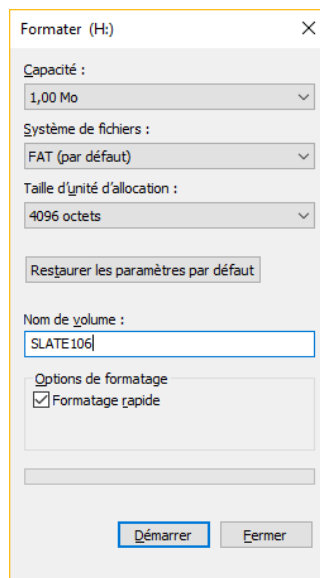 Formater (H:)
Capacité :
1,00 Mo
Système de fichiers :
FAT (par défaut)
Taille d'unité d'allocation :
4096 octets
Restaurer les paramètres par défaut
Nom de volume :
SLATE106
Options de formatage
Formatage rapide
Démarrer
Fermer